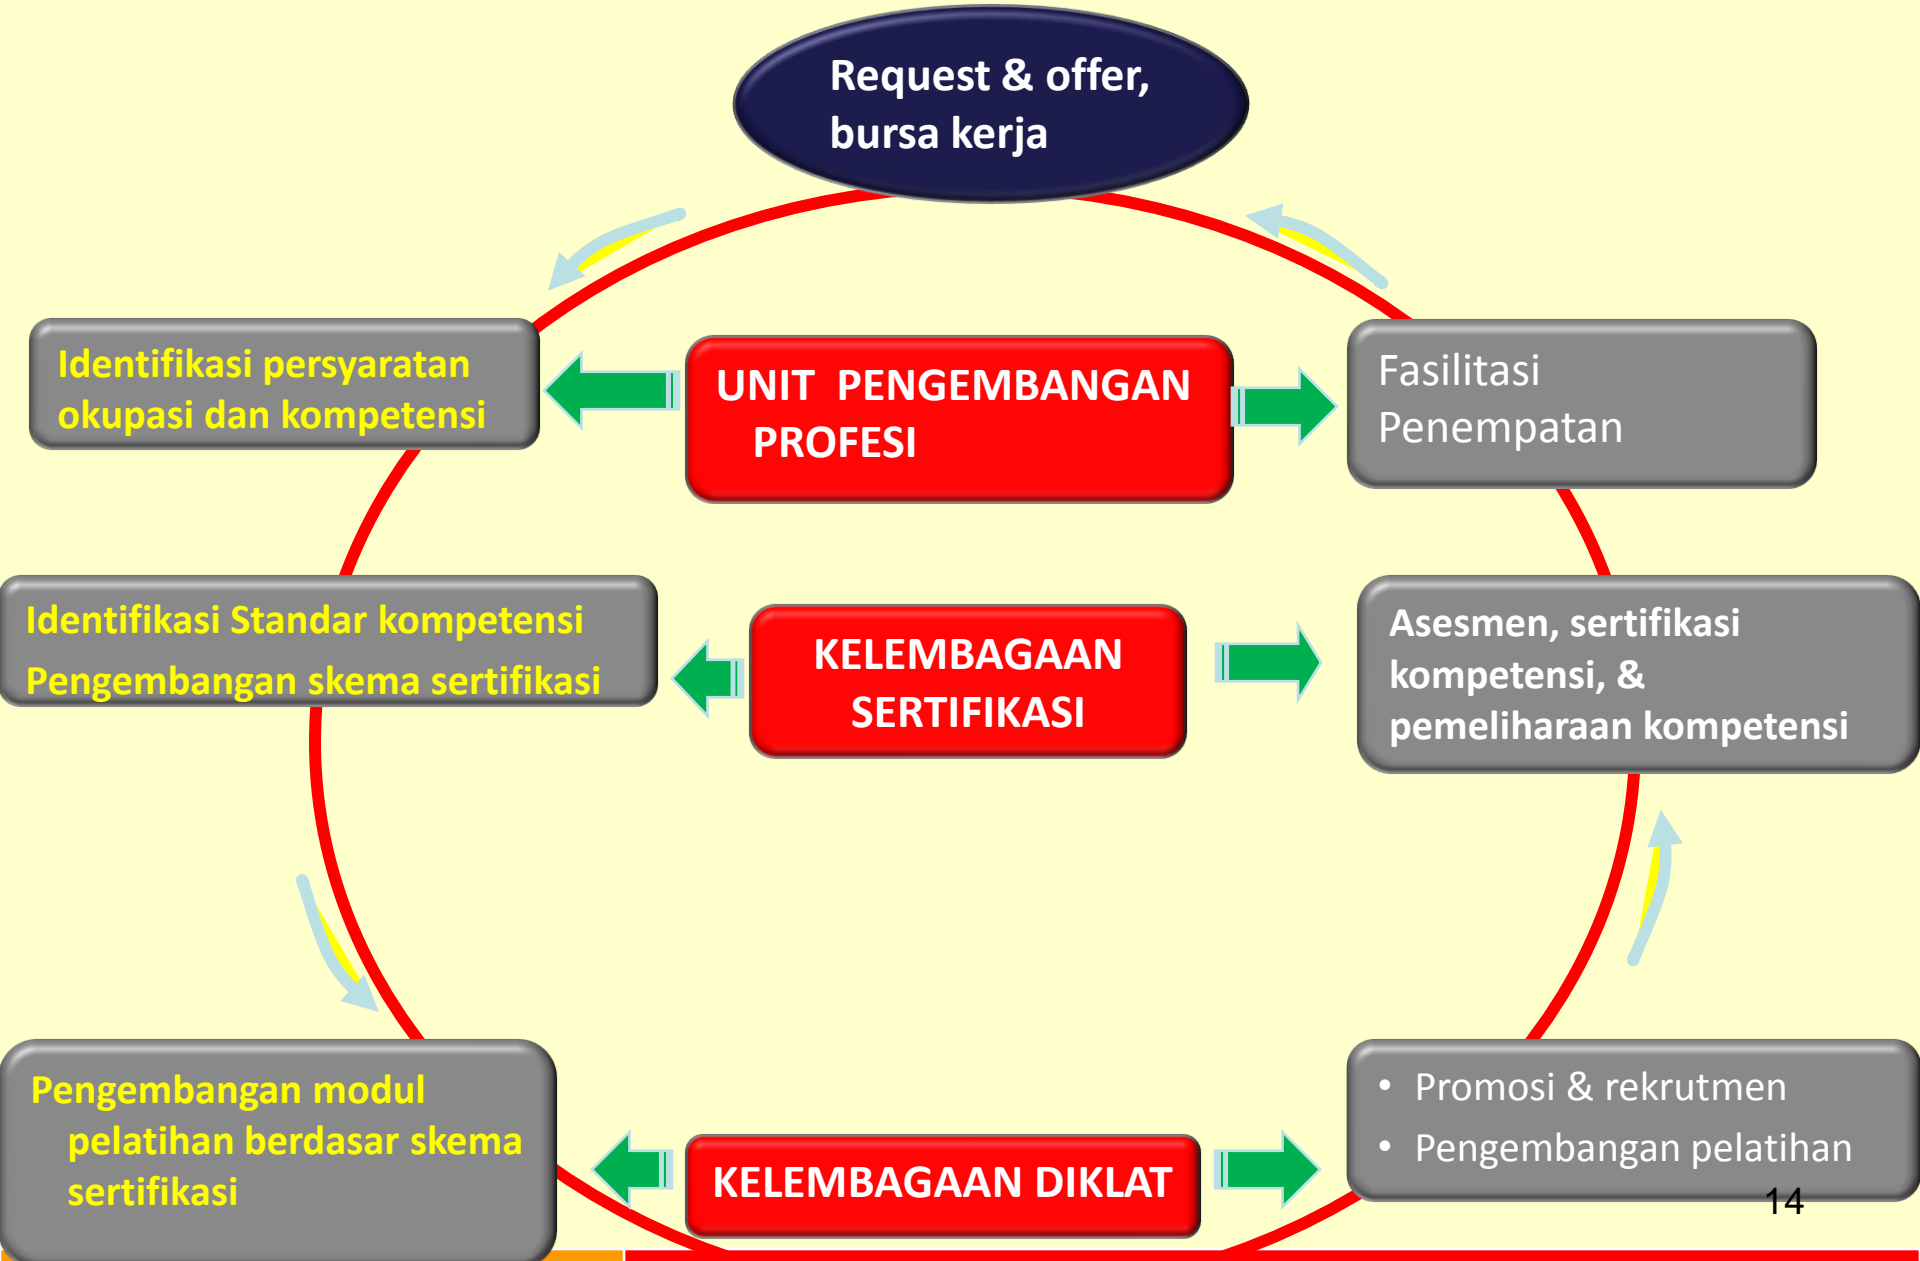 Request & offer,
bursa kerja
Identifikasi persyaratan
okupasi dan kompetensi
UNIT PENGEMBANGAN
PROFESI
Fasilitasi
Penempatan
Identifikasi Standar kompetensi
Pengembangan skema sertifikasi
KELEMBAGAAN
SERTIFIKASI
Asesmen, sertifikasi
kompetensi, &
pemeliharaan kompetensi
Pengembangan modul
pelatihan berdasar skema
sertifikasi
KELEMBAGAAN DIKLAT
• Promosi & rekrutmen
• Pengembangan pelatihan
14